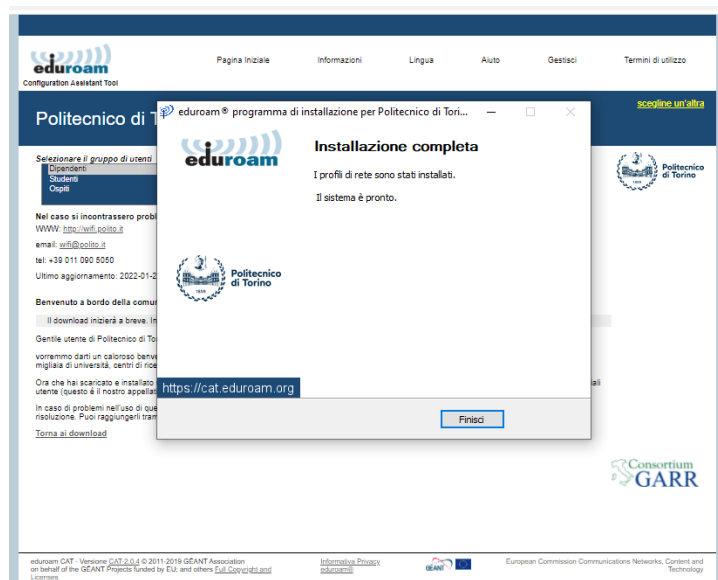 eduroam
Configuration Assistant Tool
Pagina Iniziale
Informazioni
Lingua
Aiuto
Gestisci
Termini di utilizzo
Politecnico di T
scegline un'altra
Selezionare il gruppo di utenti
Dipendenti
Studenti
Ospiti
Politecnico
di Torino
Nel caso si incontrassero probl
WWW: http://wifi.polito.it
email: wifi@polito.it
tel: +39 011 090 5050
Ultimo aggiornamento: 2022-01-2
Benvenuto a bordo della comur
Il download inizierà a breve. In
Gentile utente di Politecnico di To
vorremmo darti un caloroso benve
migliaia di università, centri di rice
Ora che hai scaricato e installato
ali
utente (questo è il nostro appellat
In caso di problemi nell'uso di que
risoluzione. Puoi raggiungerli tram
Torna ai download
eduroam® programma di installazione per Politecnico di Tori...
eduroam
Installazione completa
I profili di rete sono stati installati.
Il sistema è pronto.
Politecnico
di Torino
1859
https://cat.eduroam.org
Finisci
Consortium
GARR
eduroam CAT - Versione CAT-2.0.4 © 2011-2019 GÉANT Association
on behalf of the GÉANT Projects funded by EU; and others Full Copyright and
Licenses
Informativa Privacy
eduroam®
GÉANT
European Commission Communications Networks, Content and
Technology